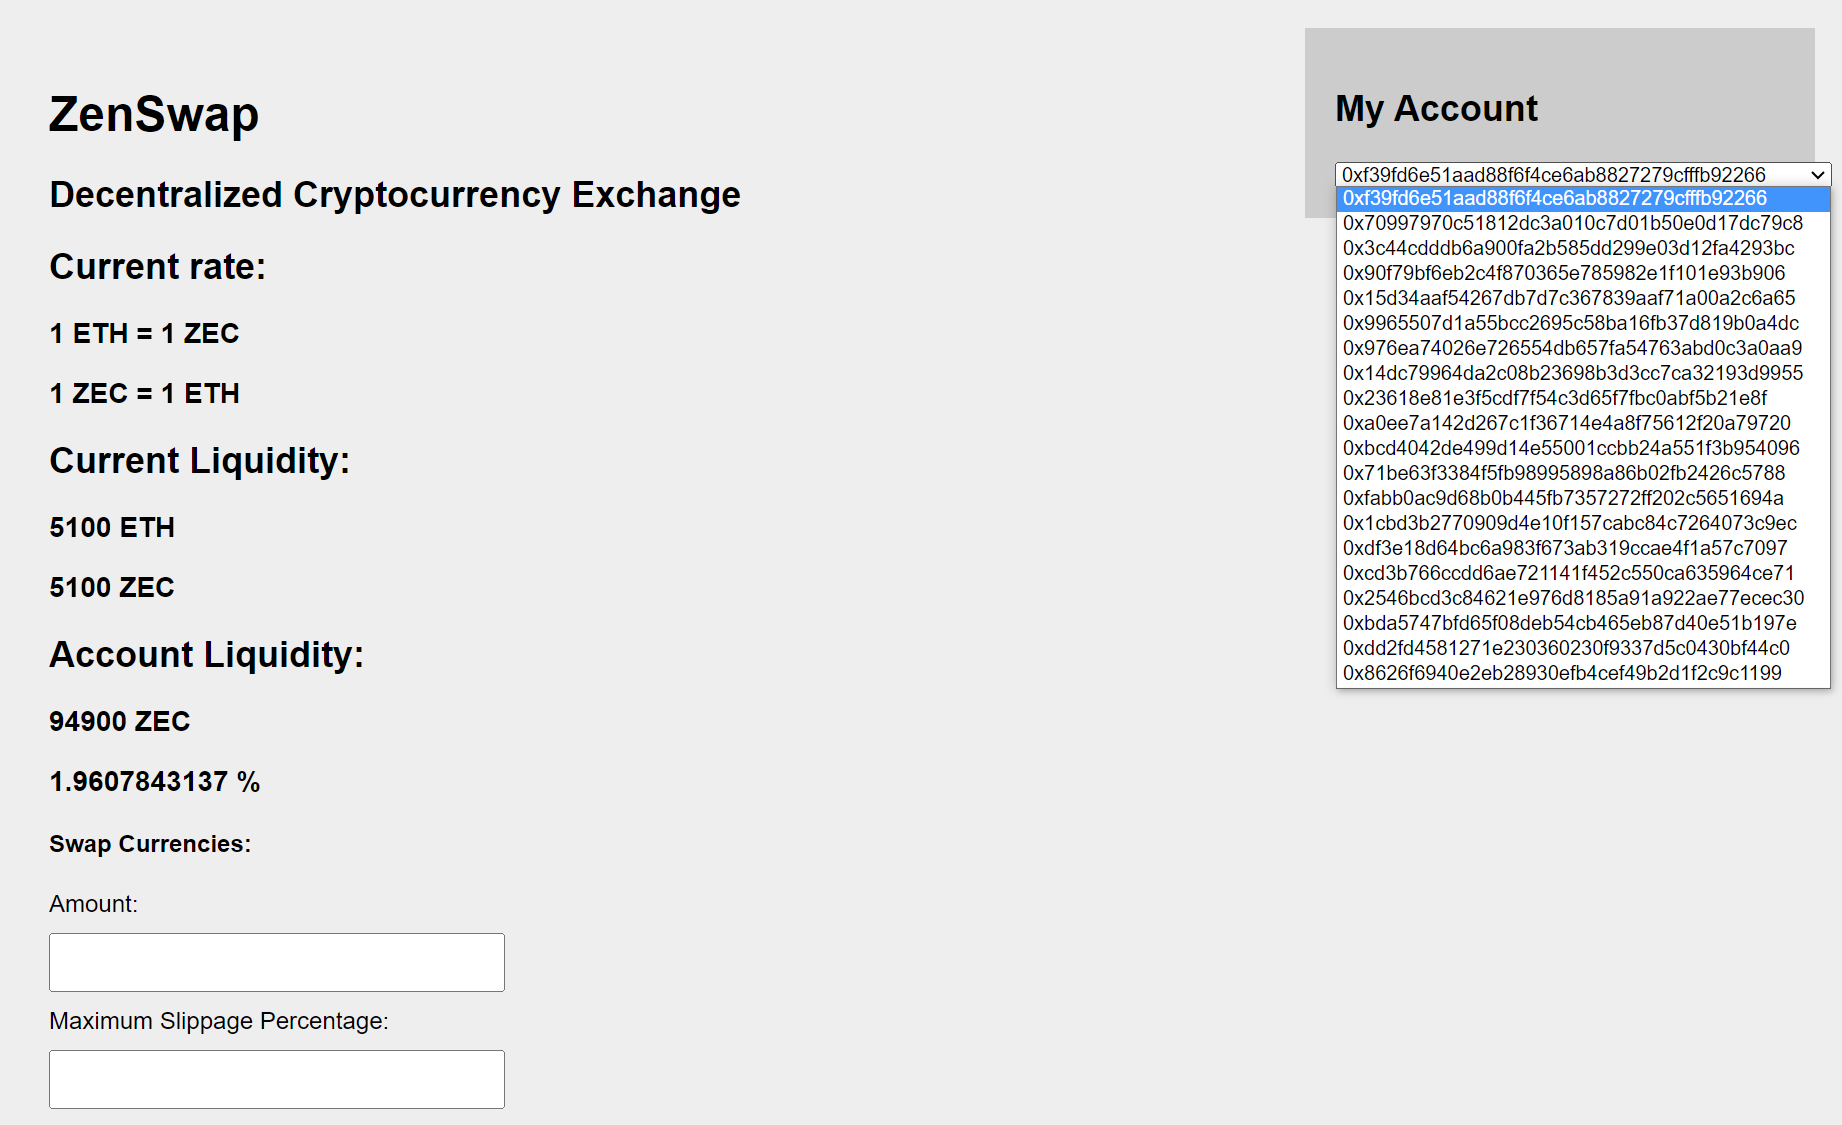 ZenSwap
Decentralized Cryptocurrency Exchange
Current rate:
1 ETH = 1 ZEC
1 ZEC = 1 ETH
Current Liquidity:
5100 ETH
5100 ZEC
Account Liquidity:
94900 ZEC
1.9607843137 %
Swap Currencies:
Amount:
Maximum Slippage Percentage:
My Account
0xf39fd6e51aad88f6f4ce6ab8827279cfffb92266
0xf39fd6e51aad88f6f4ce6ab8827279cfffb92266
0x70997970c51812dc3a010c7d01b50e0d17dc79c8
0x3c44cdddb6a900fa2b585dd299e03d12fa4293bc
0x90f79bf6eb2c4f870365e785982e1f101e93b906
0x15d34aaf54267db7d7c367839aaf71a00a2c6a65
0x9965507d1a55bcc2695c58ba16fb37d819b0a4dc
0x976ea74026e726554db657fa54763abd0c3a0aa9
0x14dc79964da2c08b23698b3d3cc7ca32193d9955
0x23618e81e3f5cdf7f54c3d65f7fbc0abf5b21e8f
0xa0ee7a142d267c1f36714e4a8f75612f20a79720
0xbcd4042de499d14e55001ccbb24a551f3b954096
0x71be63f3384f5fb98995898a86b02fb2426c5788
0xfabb0ac9d68b0b445fb7357272ff202c5651694a
0x1cbd3b2770909d4e10f157cabc84c7264073c9ec
0xdf3e18d64bc6a983f673ab319ccae4f1a57c7097
0xcd3b766ccdd6ae721141f452c550ca635964ce71
0x2546bcd3c84621e976d8185a91a922ae77ecec30
0xbda5747bfd65f08deb54cb465eb87d40e51b197e
0xdd2fd4581271e230360230f9337d5c0430bf44c0
0x8626f6940e2eb28930efb4cef49b2d1f2c9c1199